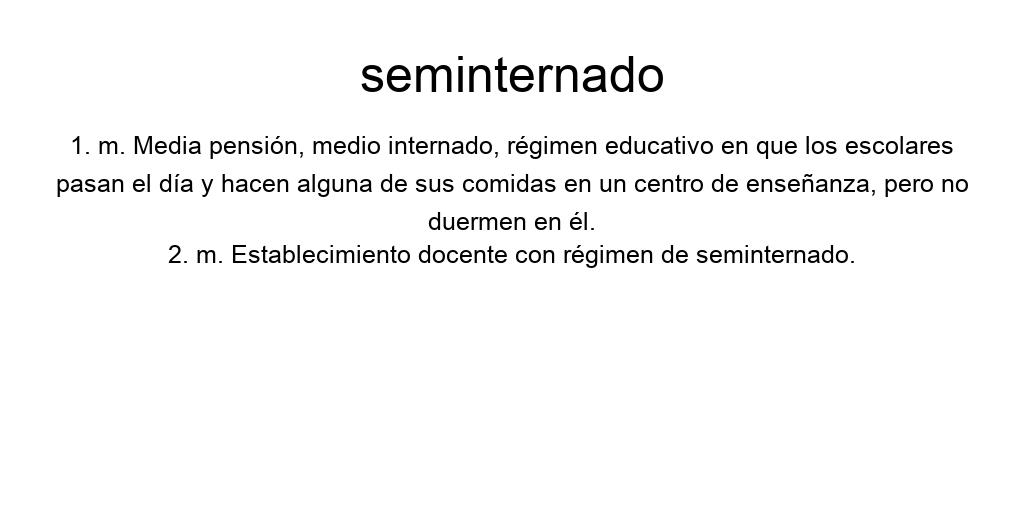 seminternado
1. m. Media pensión, medio internado, régimen educativo en que los escolares
pasan el día y hacen alguna de sus comidas en un centro de enseñanza, pero no
duermen en él.
2. m. Establecimiento docente con régimen de seminternado.